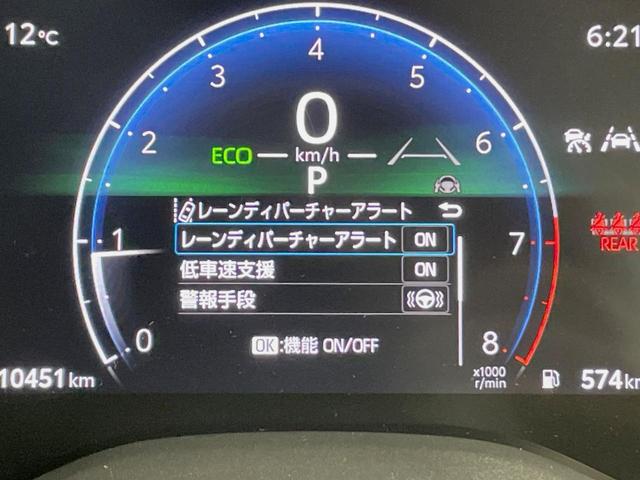 12°C
6:21
4
3
5
2
6
0
km/h
ECO
P
レーンディパーチャーアラート
レーンディパーチャーアラート ON
低車速支援 ON
警報手段
1
7
REAR
OK:機能 ON/OFF
0
8
x1000
r/min
10451km
574km